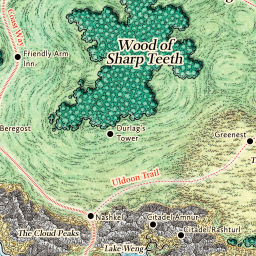 Coast Way
Wood of
Sharp Teeth
Friendly Arm
Inn
Beregost
Durlag's
Tower
Greenest
Uldoon Trail
Nashkel
Citadel Amnur
Citadel Rashturl
The Cloud Peaks
Lake Weng